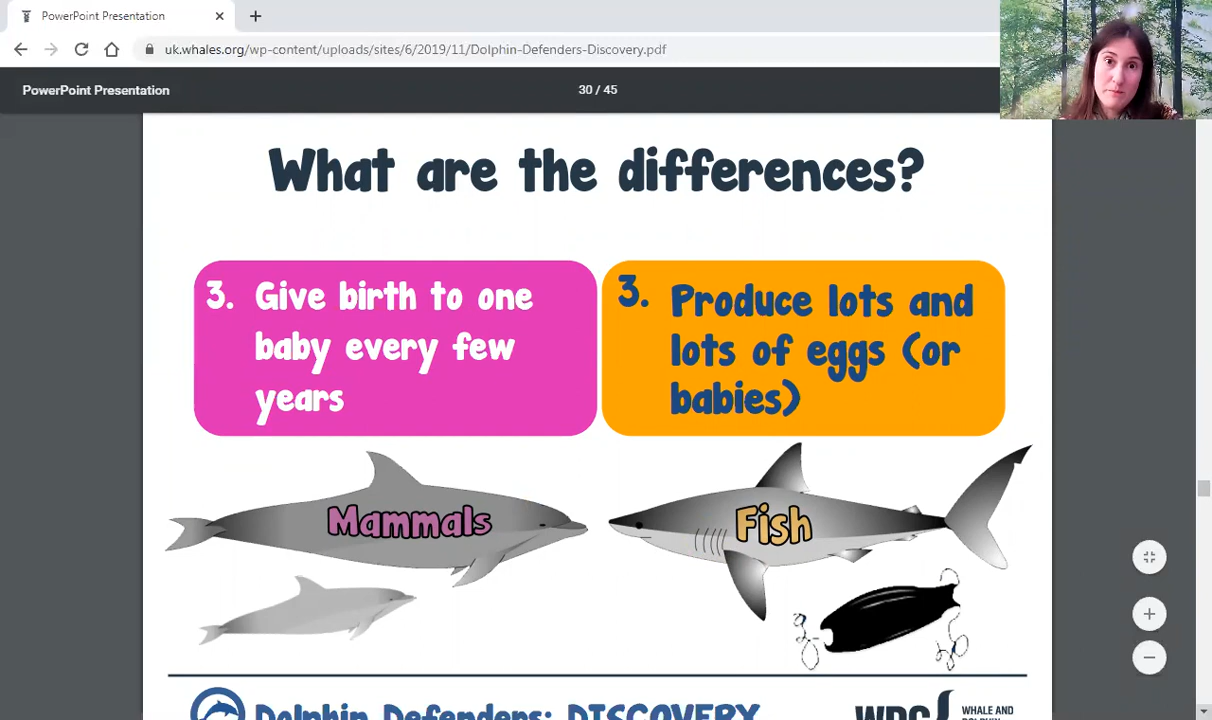 PowerPoint Presentation
uk.whales.org/wp-content/uploads/sites/6/2019/11/Dolphin-Defenders-Discovery.pdf
PowerPoint Presentation
30 / 45
What are the differences?
3. Give birth to one
baby every few
years
3. Produce lots and
lots of eggs (or
babies)
Mammals
Fish
Dolphin Defenders: DISCOVERY
WHALE AND